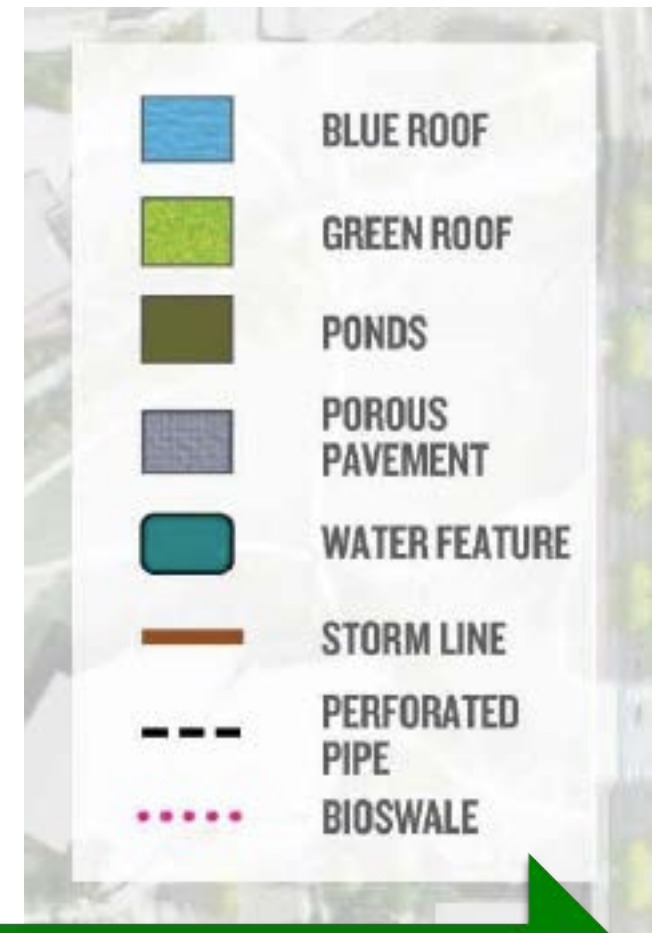 BLUE ROOF
GREEN ROOF
PONDS
POROUS
PAVEMENT
WATER FEATURE
STORM LINE
PERFORATED
PIPE
BIOSWALE